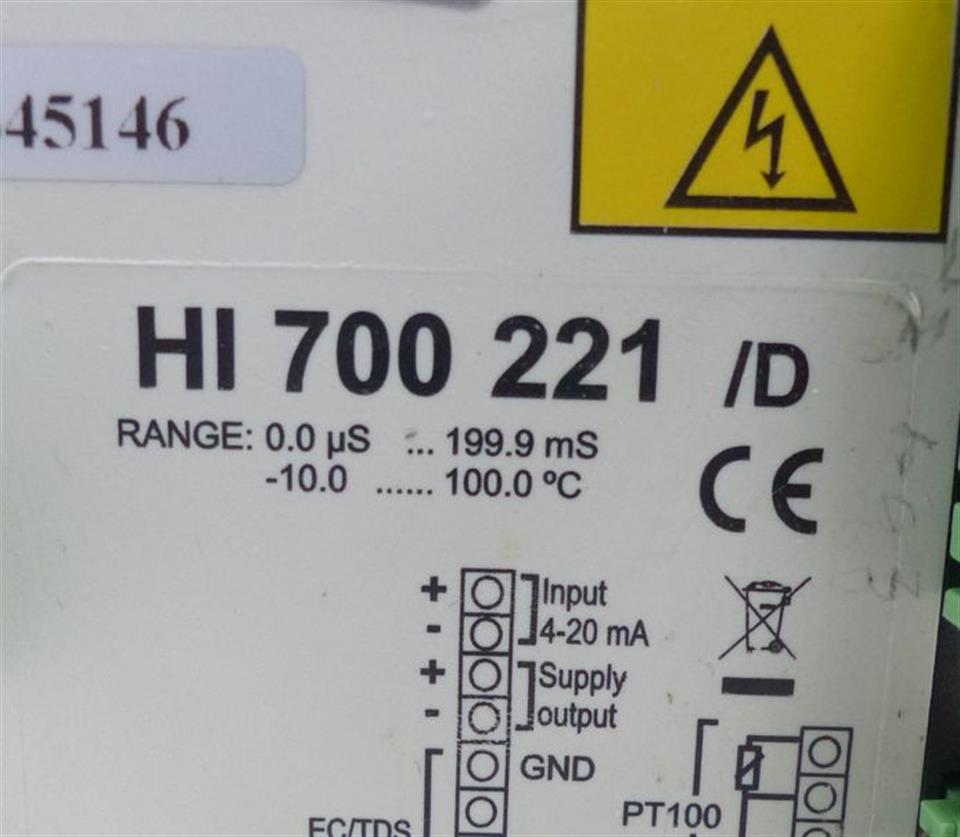 45146
HI 700 221 /D
RANGE: 0.0 µS ... 199.9 mS
-10.0 ...... 100.0 ºC
CE
+ Input
- 4-20 mA
+ Supply
- output
GND
PT100
EC/TDS